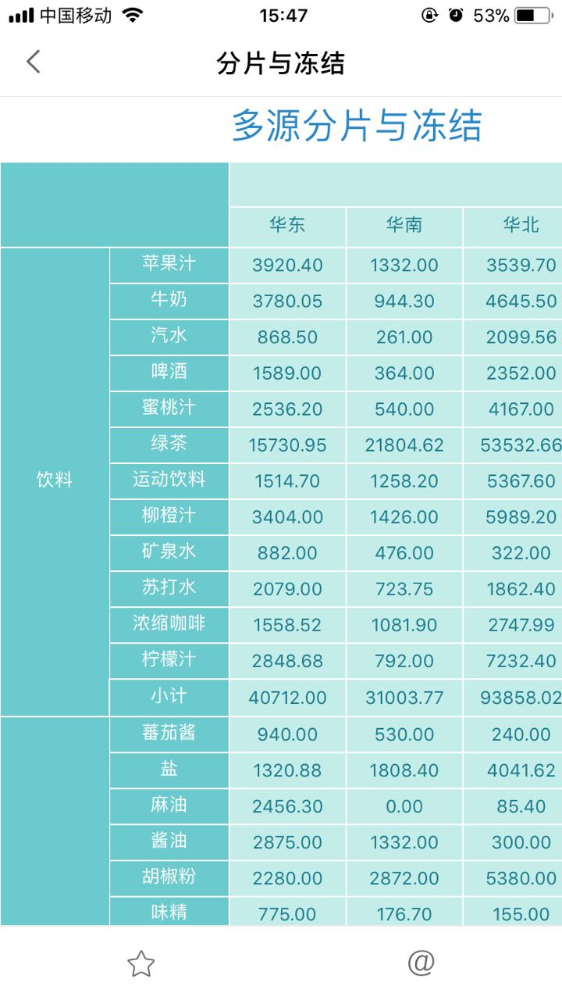 中国移动 15:47 53%
分片与冻结
多源分片与冻结
华东 华南 华北
苹果汁 3920.40 1332.00 3539.70
牛奶 3780.05 944.30 4645.50
汽水 868.50 261.00 2099.56
啤酒 1589.00 364.00 2352.00
蜜桃汁 2536.20 540.00 4167.00
绿茶 15730.95 21804.62 53532.66
饮料 运动饮料 1514.70 1258.20 5367.60
柳橙汁 3404.00 1426.00 5989.20
矿泉水 882.00 476.00 322.00
苏打水 2079.00 723.75 1862.40
浓缩咖啡 1558.52 1081.90 2747.99
柠檬汁 2848.68 792.00 7232.40
小计 40712.00 31003.77 93858.02
蕃茄酱 940.00 530.00 240.00
盐 1320.88 1808.40 4041.62
麻油 2456.30 0.00 85.40
酱油 2875.00 1332.00 300.00
胡椒粉 2280.00 2872.00 5380.00
味精 775.00 176.70 155.00
@